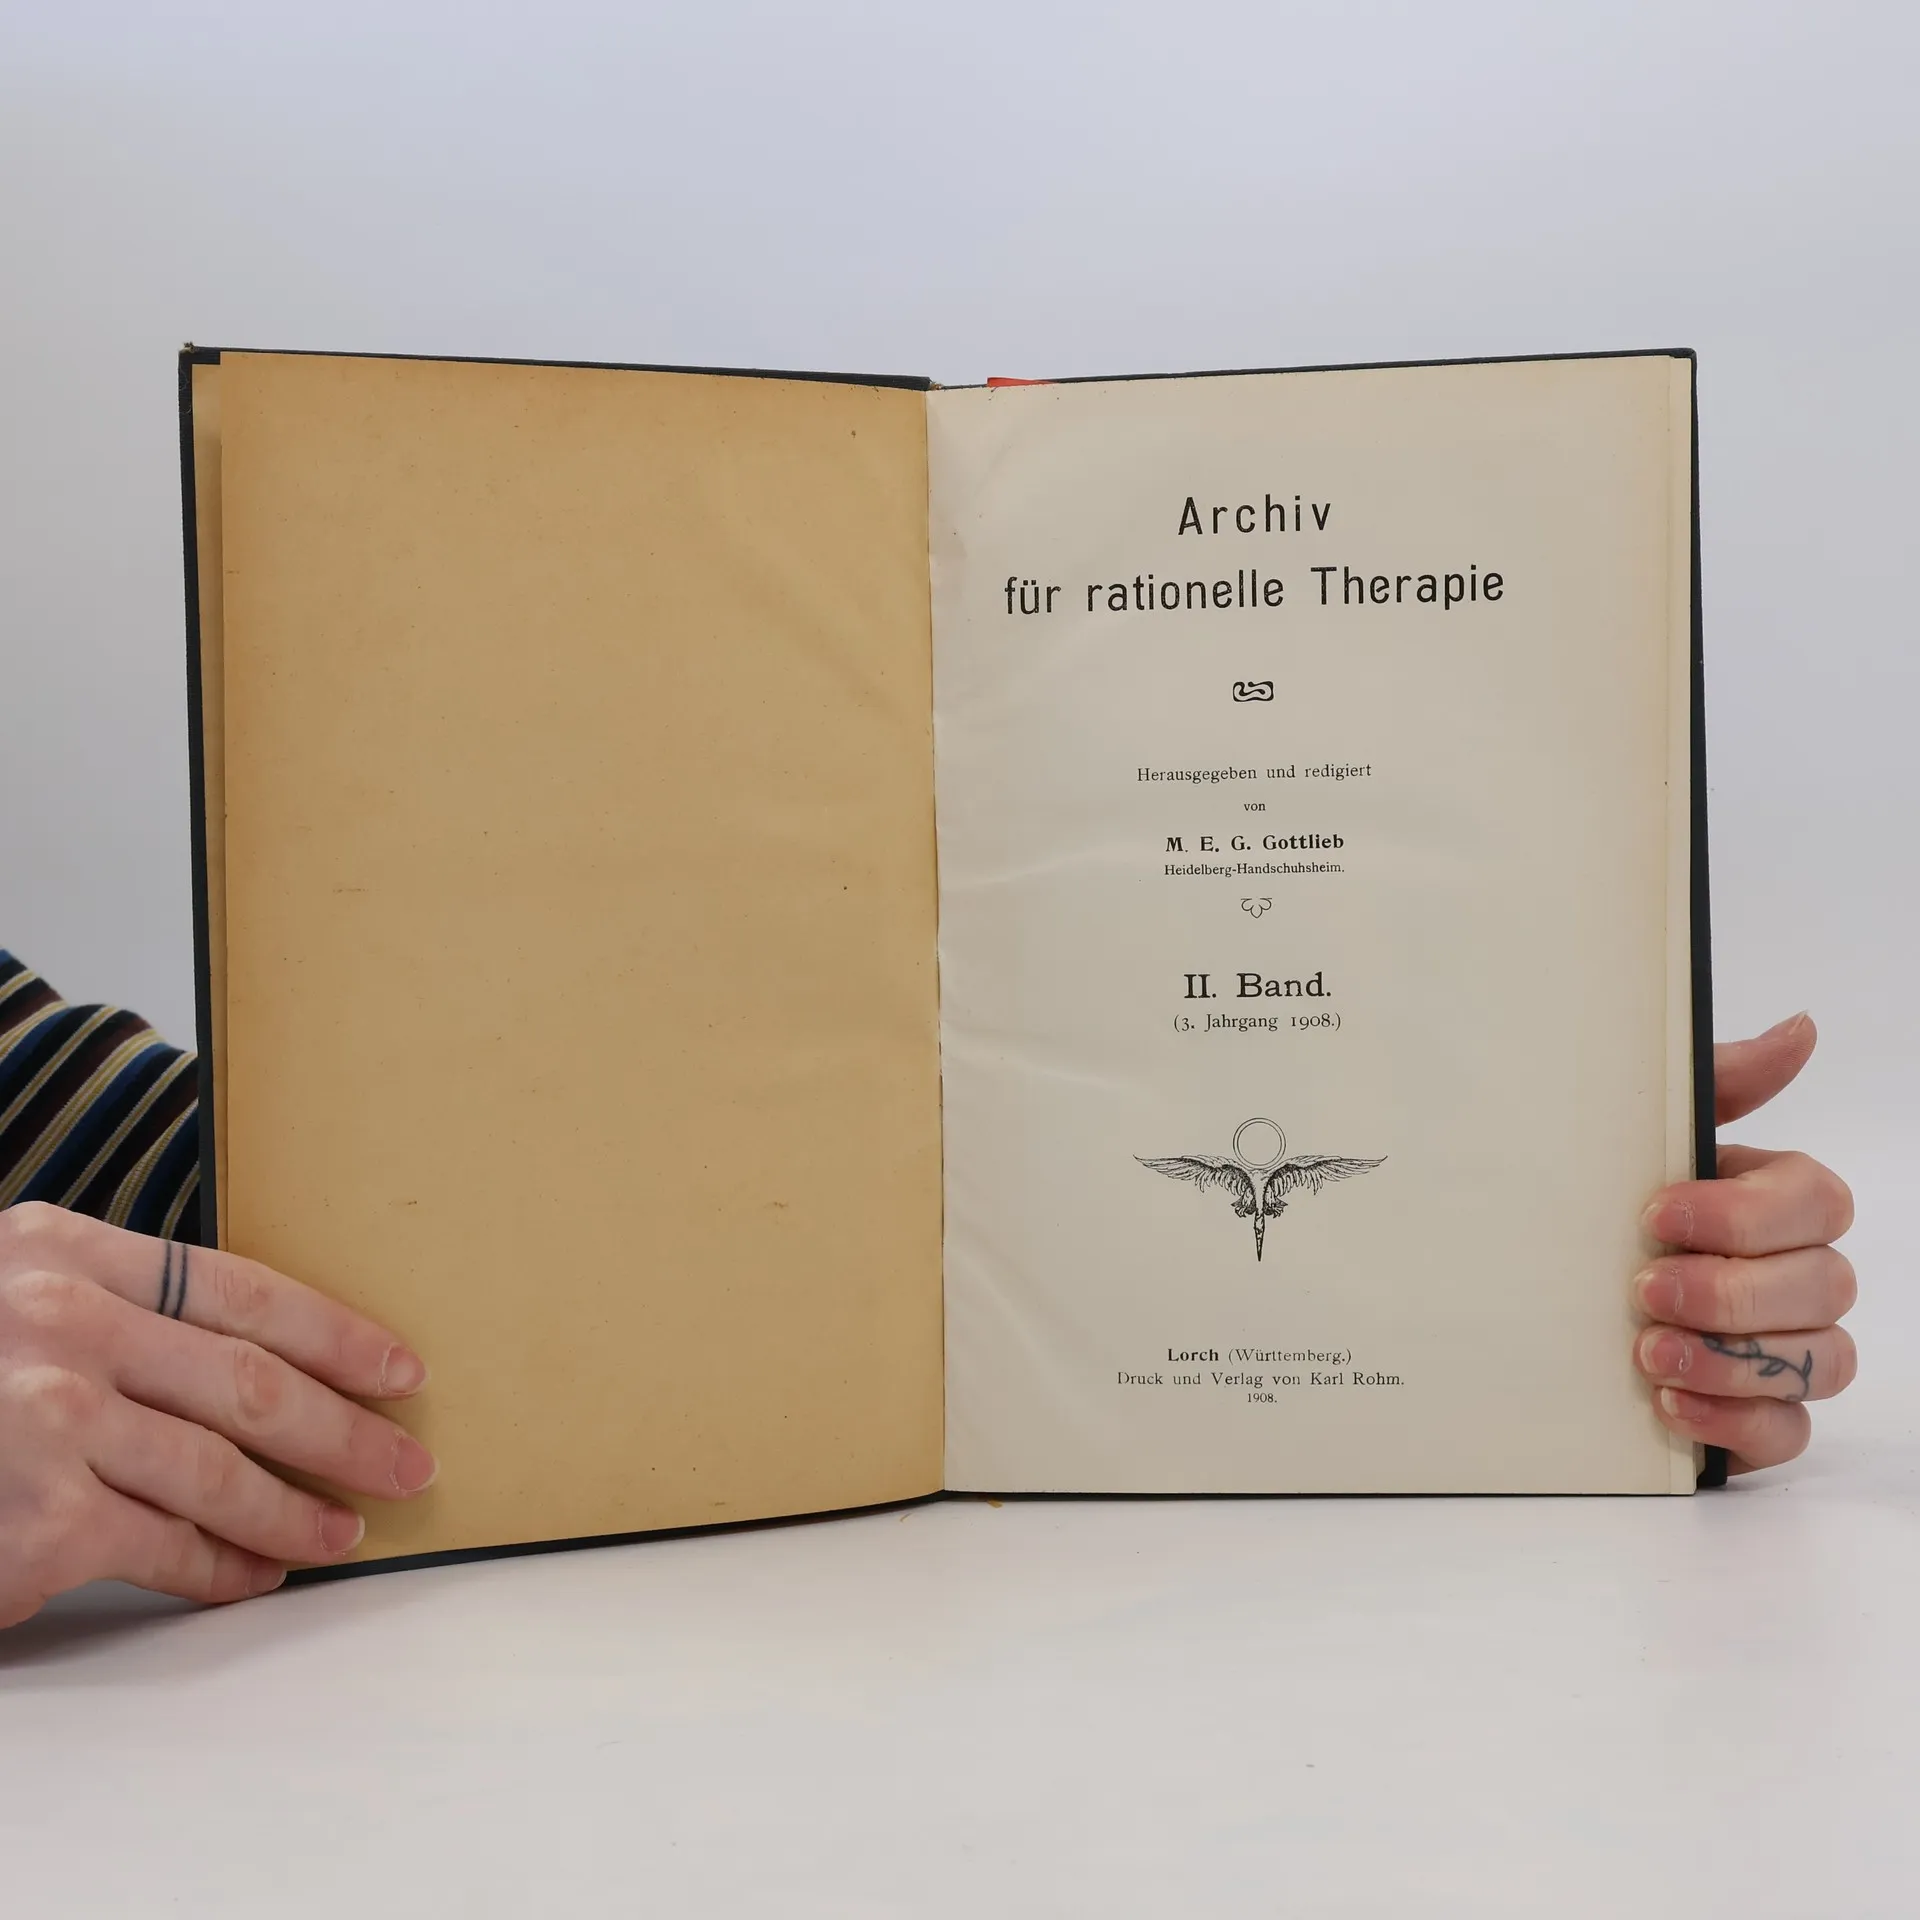 Archiv
für rationelle Therapie
Herausgegeben und redigiert
von
M. E. G. Gottlieb
Heidelberg-Handschuhsheim.
II. Band.
(3. Jahrgang 1908.)
Lorch (Württemberg.)
Druck und Verlag von Karl Rohm.
1908.